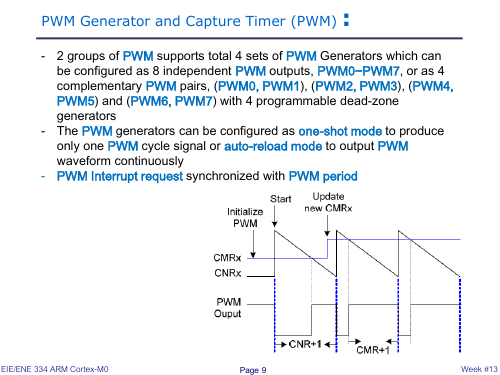 PWM Generator and Capture Timer (PWM) :
- 2 groups of PWM supports total 4 sets of PWM Generators which can
be configured as 8 independent PWM outputs, PWM0~PWM7, or as 4
complementary PWM pairs, (PWM0, PWM1), (PWM2, PWM3), (PWM4,
PWM5) and (PWM6, PWM7) with 4 programmable dead-zone
generators
- The PWM generators can be configured as one-shot mode to produce
only one PWM cycle signal or auto-reload mode to output PWM
waveform continuously
- PWM Interrupt request synchronized with PWM period
Start
Update
new CMRx
Initialize
PWM
CMRx
CNRx
PWM
Ouput
CNR+1
CMR+1
EIE/ENE 334 ARM Cortex-M0
Page 9
Week #13